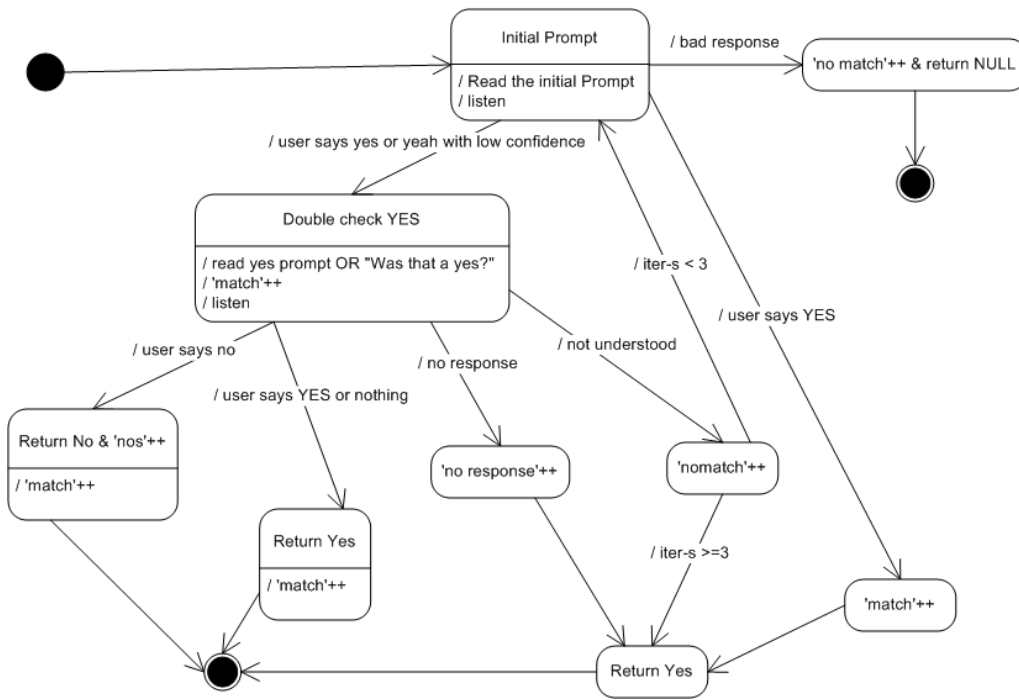 Initial Prompt
/ Read the initial Prompt
/ listen
/ bad response
'no match'++ & return NULL
/ user says yes or yeah with low confidence
Double check YES
/ read yes prompt OR "Was that a yes?"
/ 'match'++
/ listen
/ iter-s < 3
/ user says YES
/ user says no
/ user says YES or nothing
/ no response
/ not understood
Return No & 'nos'++
/ 'match'++
'no response'++
'nomatch'++
Return Yes
/ 'match'++
/ iter-s >=3
'match'++
Return Yes